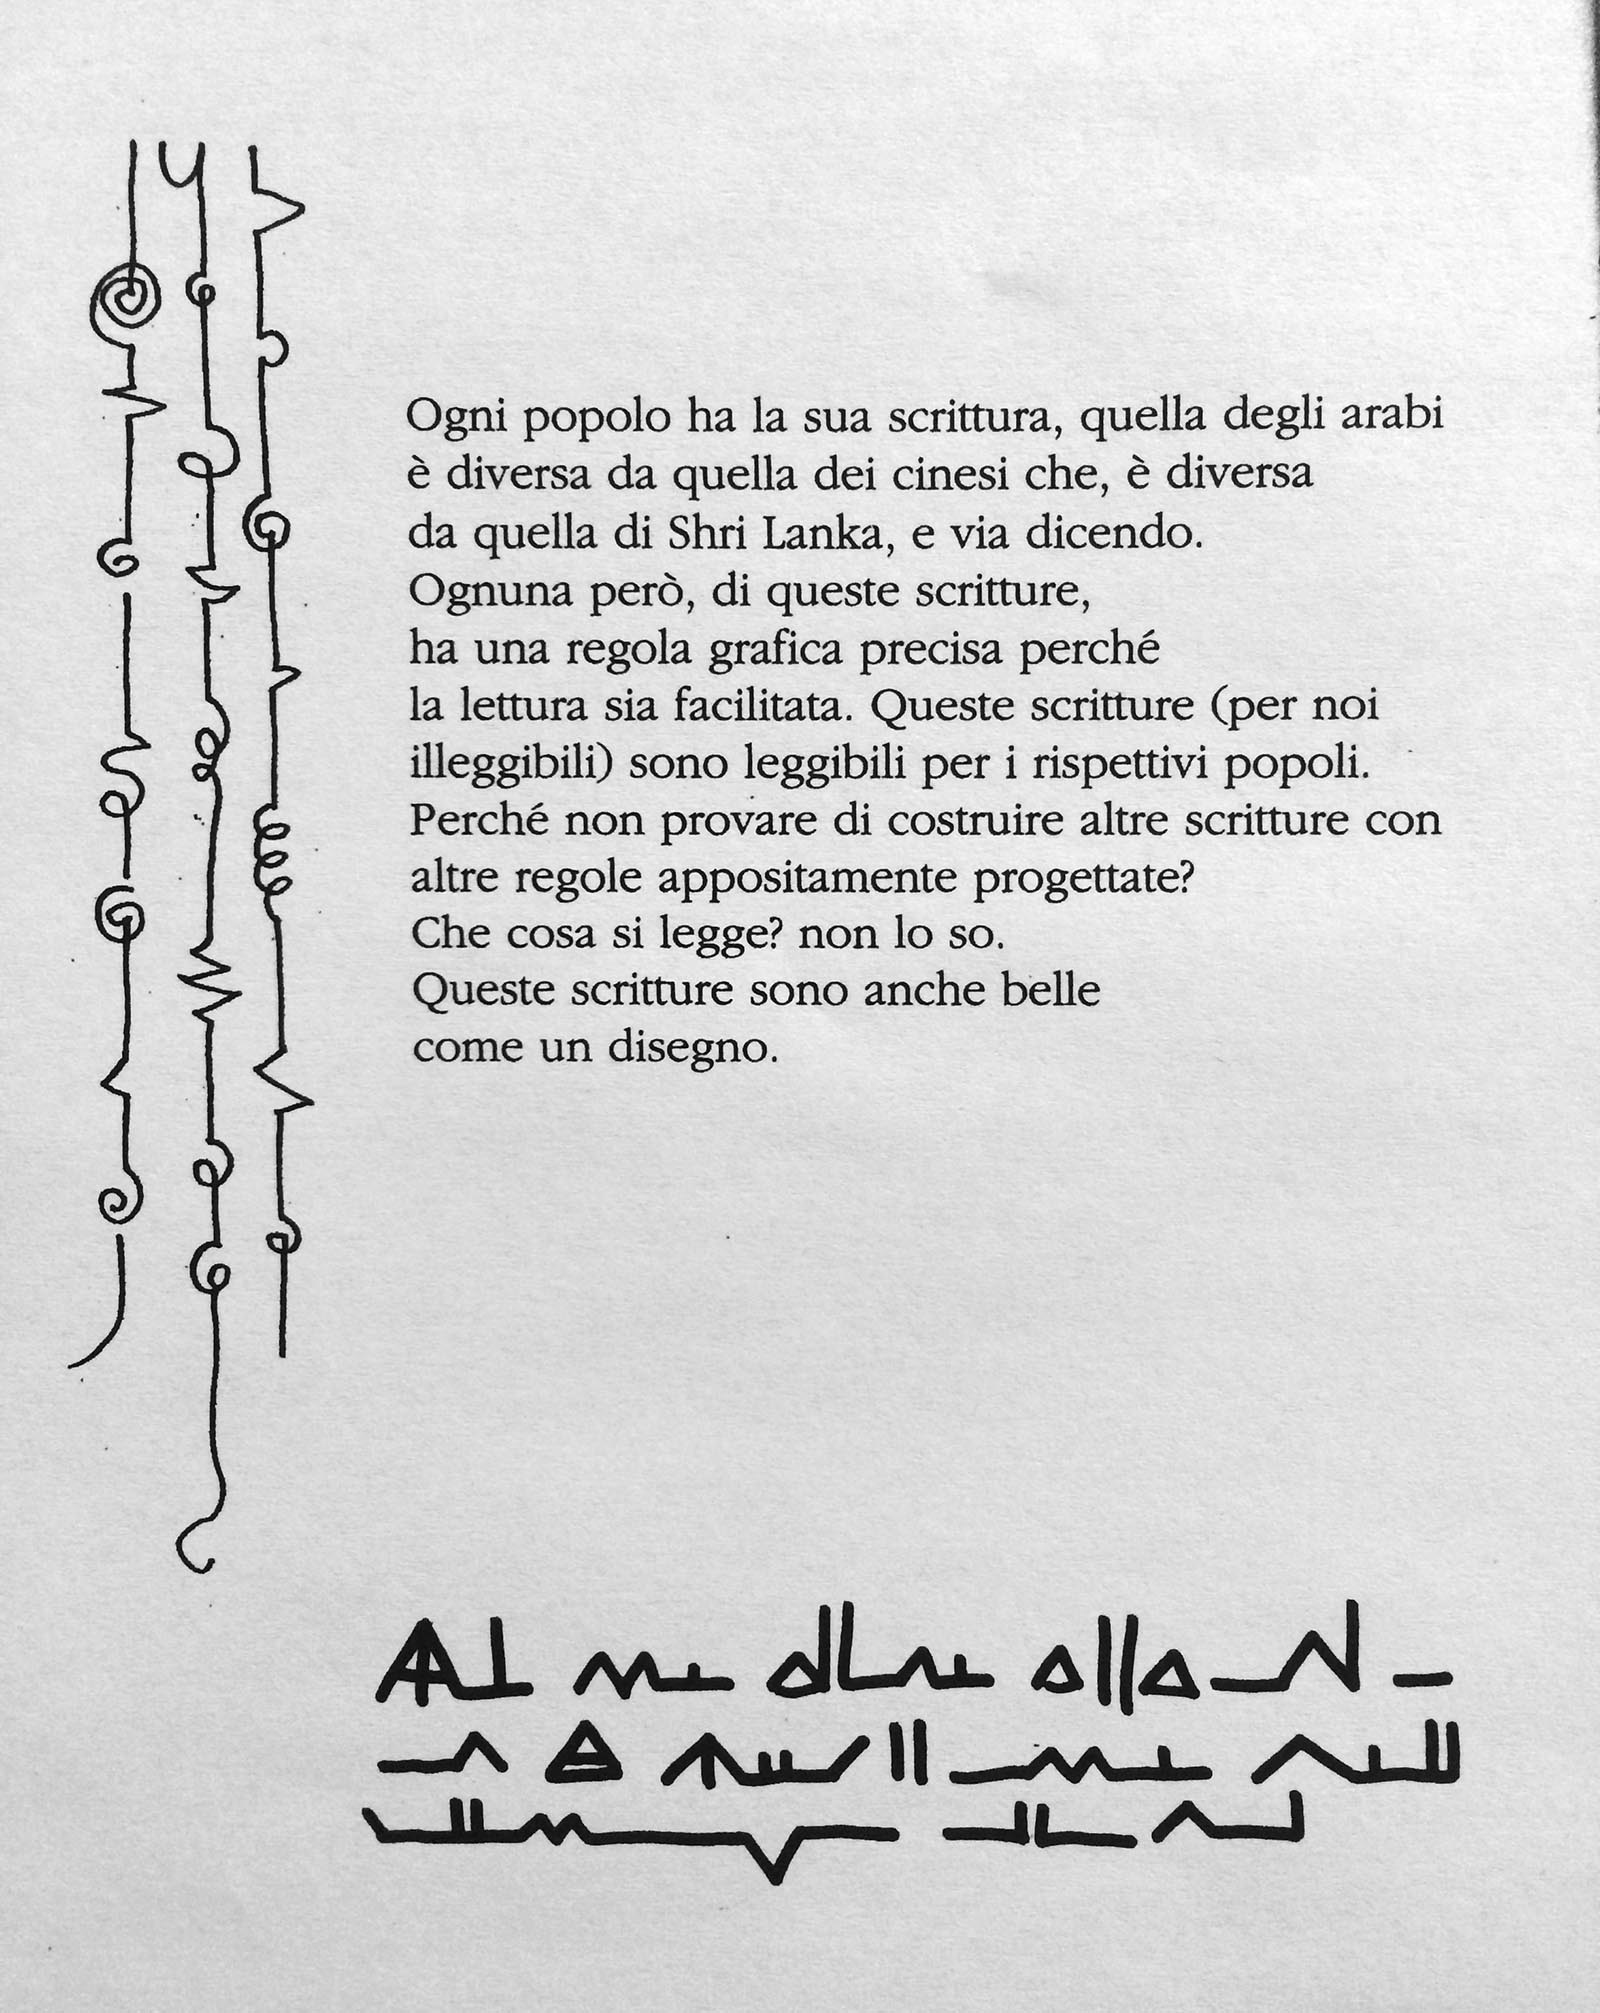 Ogni popolo ha la sua scrittura, quella degli arabi
è diversa da quella dei cinesi che, è diversa
da quella di Shri Lanka, e via dicendo.
Ognuna però, di queste scritture,
ha una regola grafica precisa perché
la lettura sia facilitata. Queste scritture (per noi
illeggibili) sono leggibili per i rispettivi popoli.
Perché non provare di costruire altre scritture con
altre regole appositamente progettate?
Che cosa si legge? non lo so.
Queste scritture sono anche belle
come un disegno.